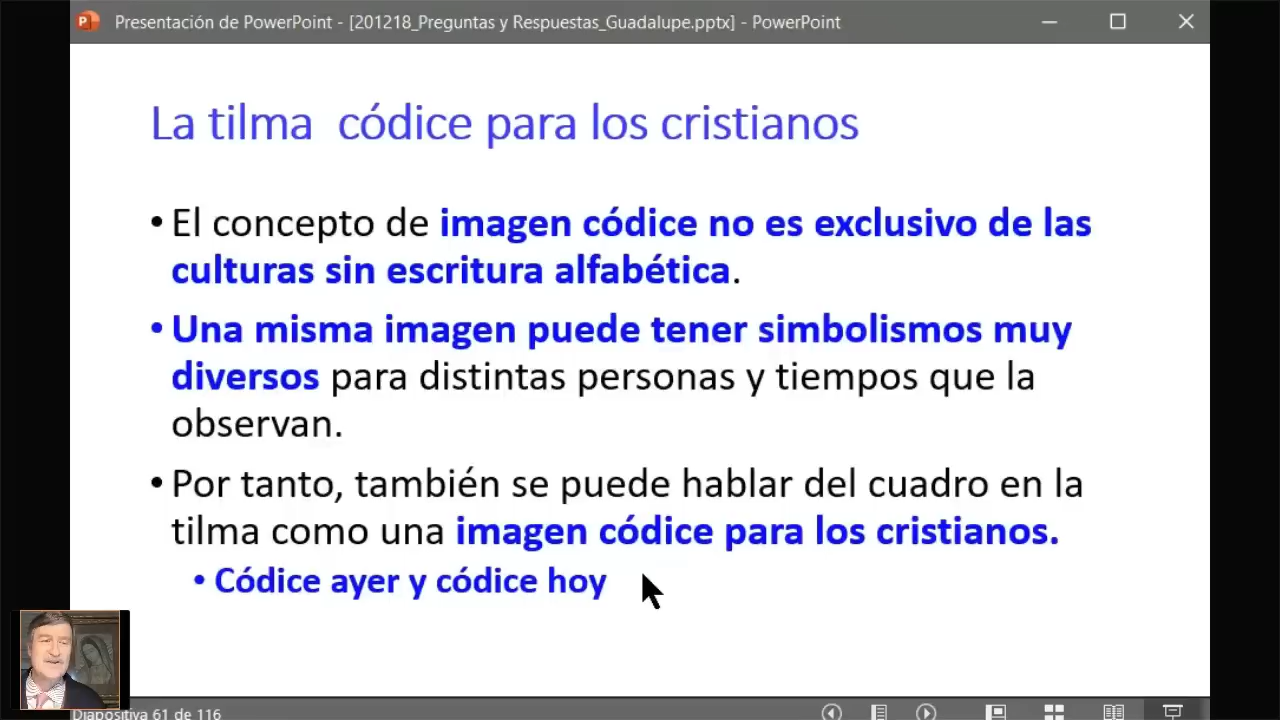 Presentación de PowerPoint - [201218_Preguntas y Respuestas_Guadalupe.pptx] - PowerPoint
La tilma códice para los cristianos
• El concepto de imagen códice no es exclusivo de las
culturas sin escritura alfabética.
• Una misma imagen puede tener simbolismos muy
diversos para distintas personas y tiempos que la
observan.
• Por tanto, también se puede hablar del cuadro en la
tilma como una imagen códice para los cristianos.
• Códice ayer y códice hoy
Diapositiva 61 de 116